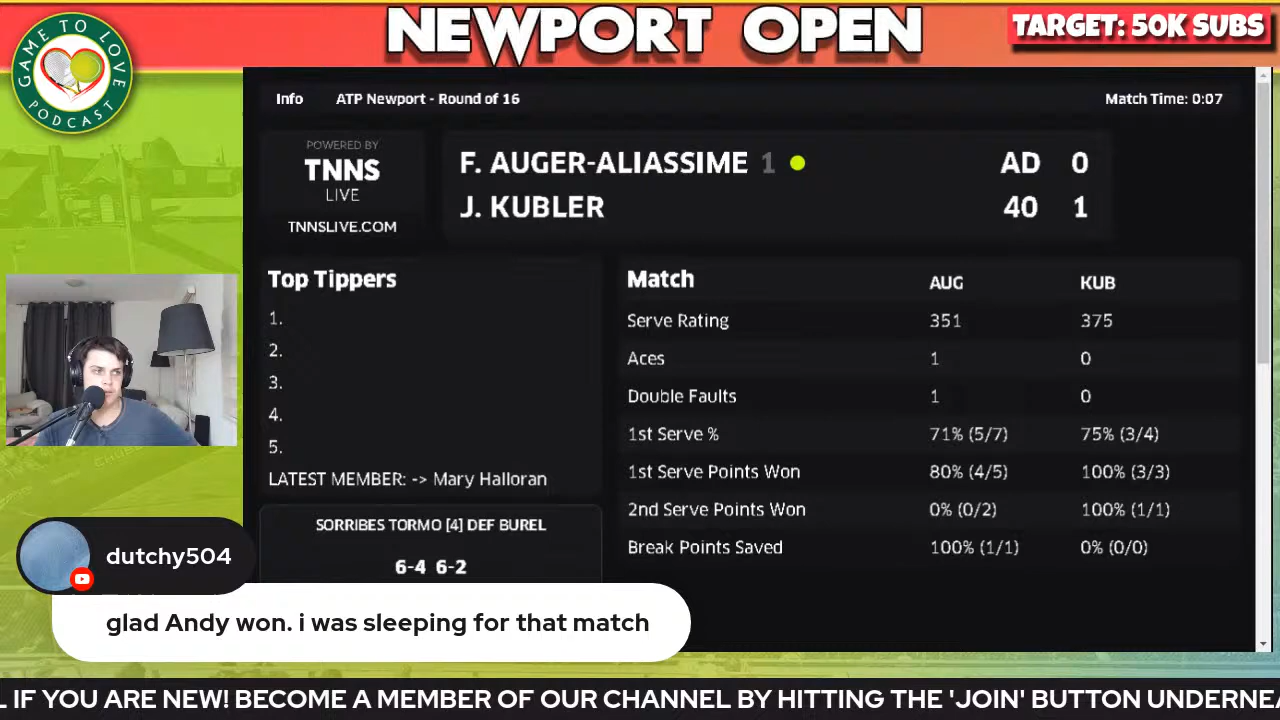 GAME TO LOVE
PODCAST
NEWPORT OPEN
TARGET: 50K SUBS
Info ATP Newport - Round of 16 Match Time: 0:07
POWERED BY
TNNS
LIVE
TNNSLIVE.COM
F. AUGER-ALIASSIME 1 AD 0
J. KUBLER 40 1
Top Tippers
1.
2.
3.
4.
5.
LATEST MEMBER: -> Mary Halloran
SORRIBES TORMO [4] DEF BUREL
6-4 6-2
Match AUG KUB
Serve Rating 351 375
Aces 1 0
Double Faults 1 0
1st Serve % 71% (5/7) 75% (3/4)
1st Serve Points Won 80% (4/5) 100% (3/3)
2nd Serve Points Won 0% (0/2) 100% (1/1)
Break Points Saved 100% (1/1) 0% (0/0)
dutchy504
glad Andy won. i was sleeping for that match
L IF YOU ARE NEW! BECOME A MEMBER OF OUR CHANNEL BY HITTING THE 'JOIN' BUTTON UNDERNEA